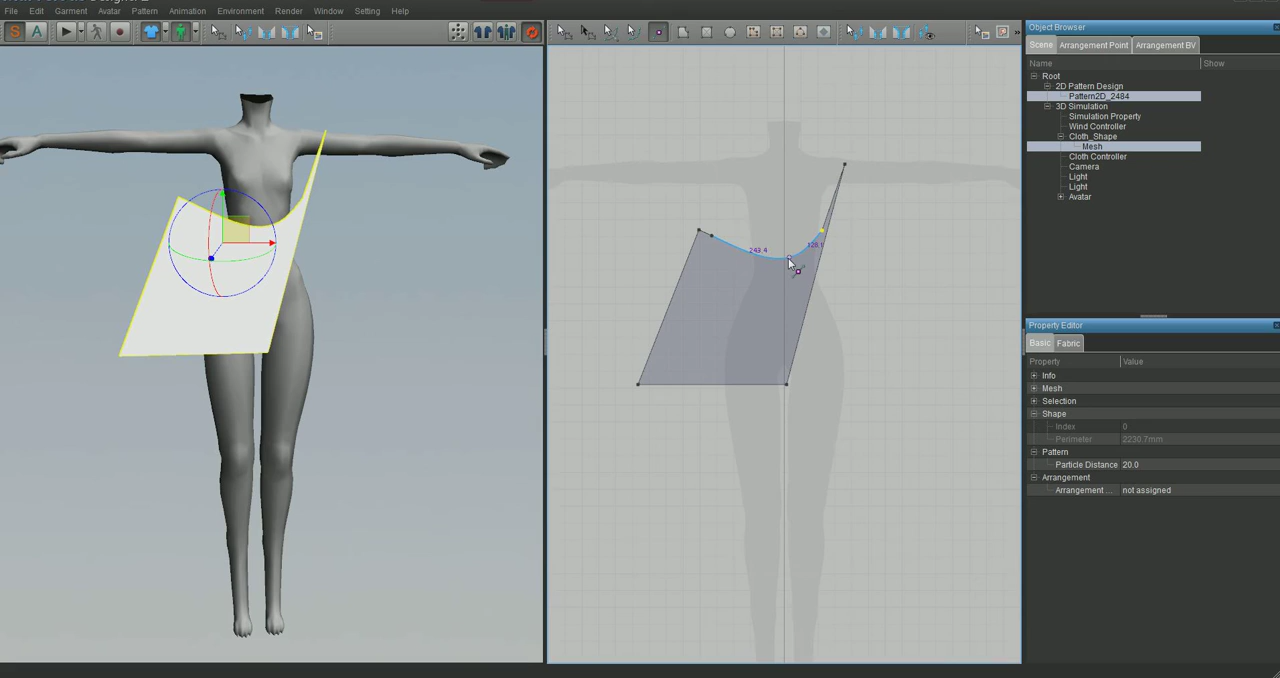 File Edit Garment Avatar Pattern Animation Environment Render Window Setting Help
S A
249.4
Object Browser
Scene Arrangement Point Arrangement BV
Name Show
Root
2D Pattern Design
Pattern2D_2484
3D Simulation
Simulation Property
Wind Controller
Cloth_Shape
Mesh
Cloth Controller
Camera
Light
Light
Avatar
Property Editor
Basic Fabric
Property Value
Info
Mesh
Selection
Shape
Index 0
Perimeter 2230.7mm
Pattern
Particle Distance 20.0
Arrangement
Arrangement ... not assigned